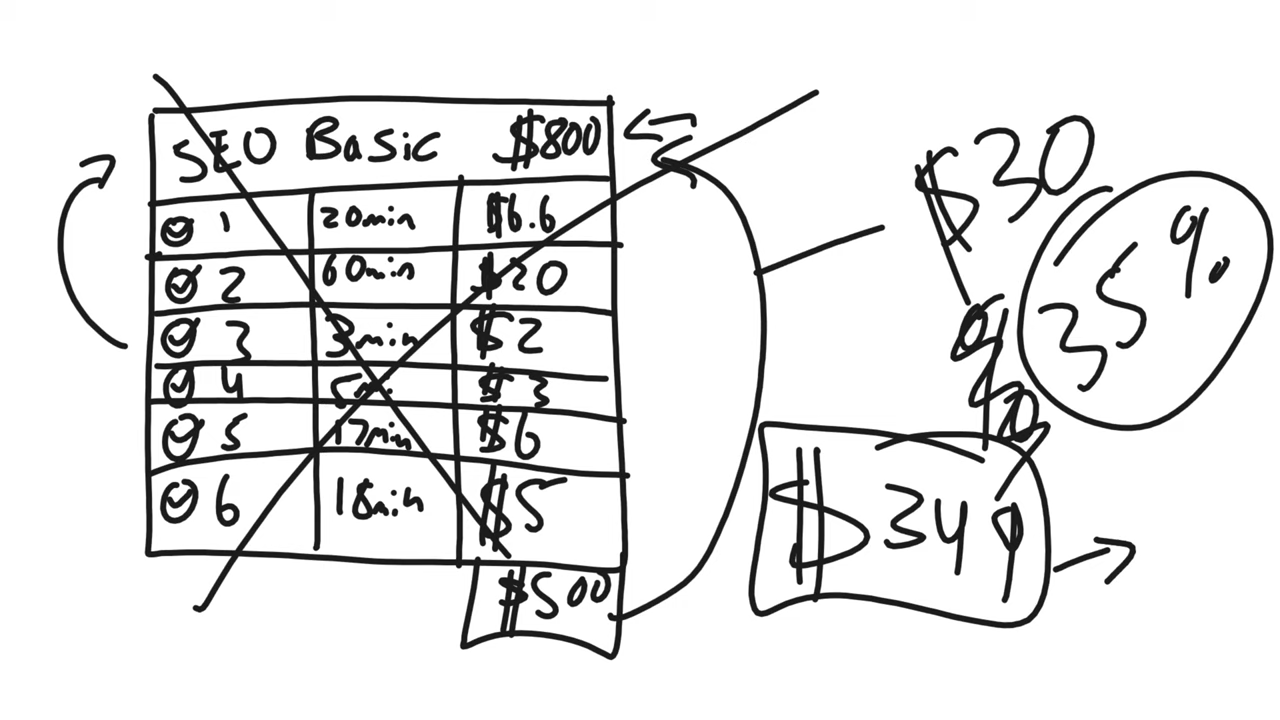 SEO Basic $800
1 20min $6.6
2 60min $20
3 3min $2
4 5m $3
5 17min $6
6 18min $5
$500
$30
35%
$349